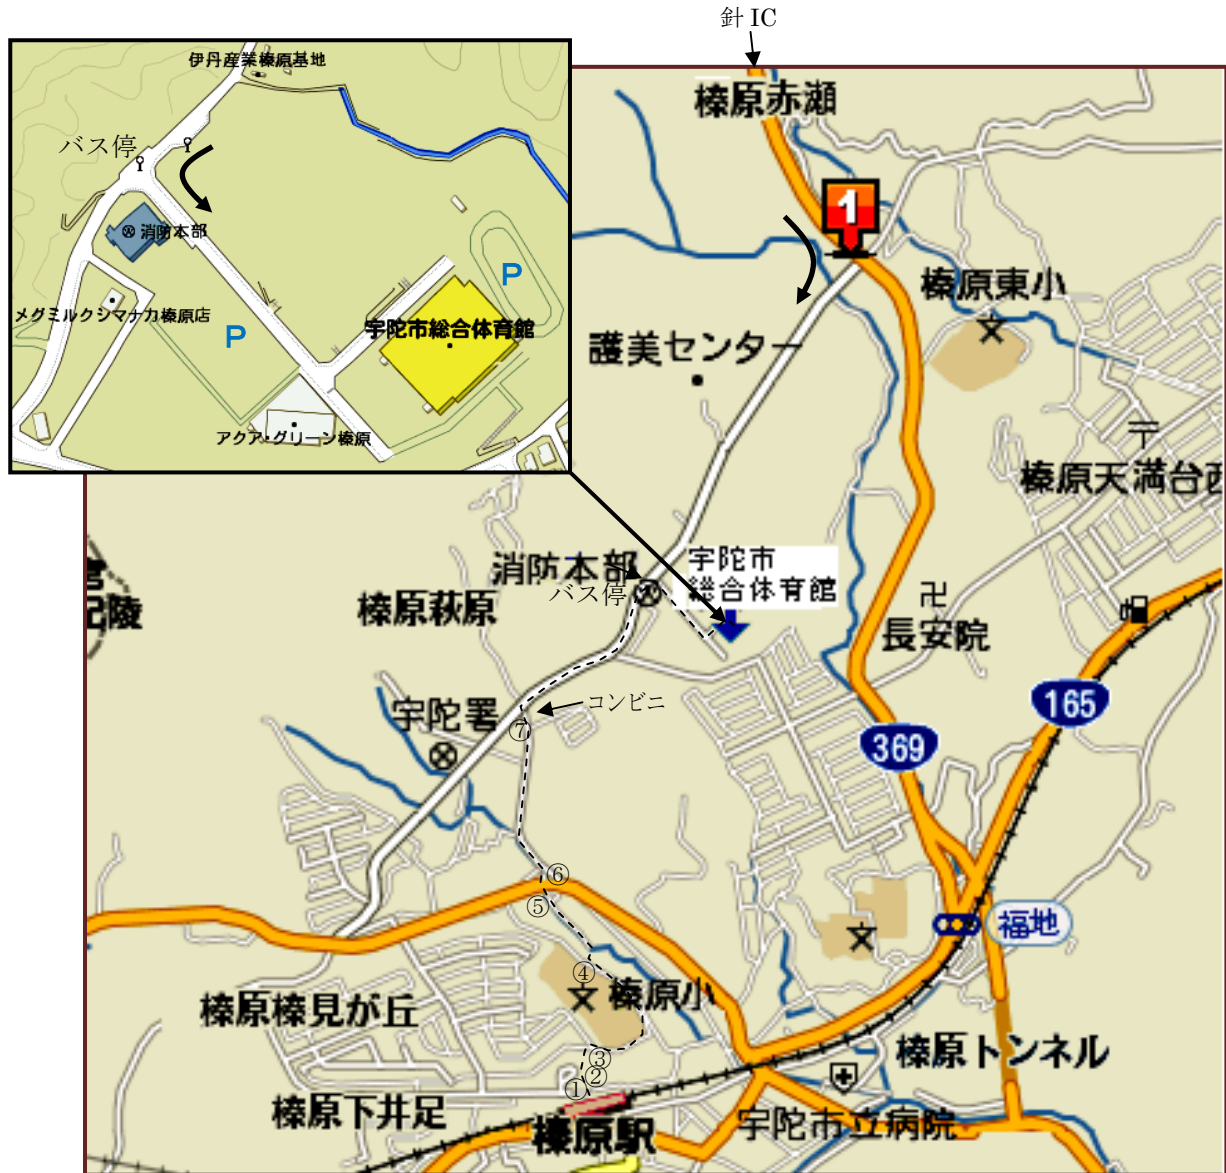 針 IC
伊丹産業榛原基地
バス停
消防本部
メグミルクシマナカ榛原店
P
P
宇陀市総合体育館
アクア・グリーン榛原
榛原赤瀬
1
榛原東小
護美センター
榛原天満台西
消防本部
バス停
宇陀市
総合体育館
榛原萩原
陵
長安院
コンビニ
宇陀署
⑦
165
369
⑥
⑤
福地
④
榛原小
榛原榛見が丘
③
②
①
榛原トンネル
榛原下井足
榛原駅
宇陀市立病院